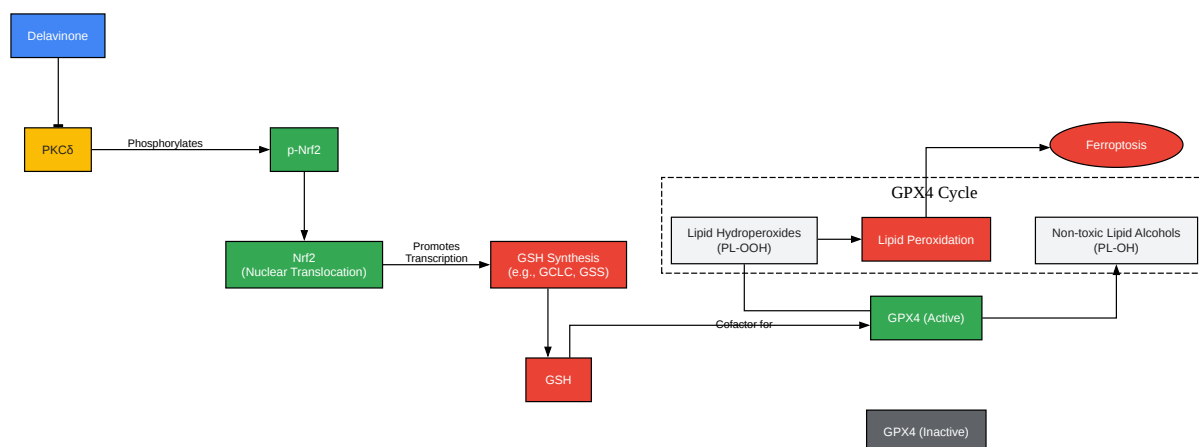 Delavinone
PKCδ
Phosphorylates
p-Nrf2
Ferroptosis
GPX4 Cycle
Lipid Hydroperoxides
(PL-OOH)
Lipid Peroxidation
Non-toxic Lipid Alcohols
(PL-OH)
Nrf2
(Nuclear Translocation)
Promotes
Transcription
GSH Synthesis
(e.g., GCLC, GSS)
GPX4 (Active)
Cofactor for
GSH
GPX4 (Inactive)